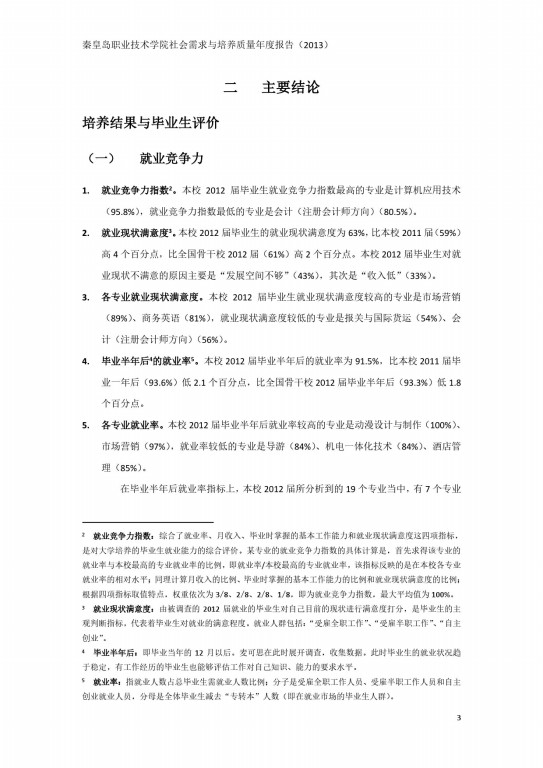 秦皇岛职业技术学院社会需求与培养质量年度报告（2013）
二 主要结论
培养结果与毕业生评价
（一） 就业竞争力
1. 就业竞争力指数2。本校 2012 届毕业生就业竞争力指数最高的专业是计算机应用技术
（95.8%），就业竞争力指数最低的专业是会计（注册会计师方向）（80.5%）。
2. 就业现状满意度3。本校 2012 届毕业生的就业现状满意度为 63%，比本校 2011 届（59%）
高 4 个百分点，比全国骨干校 2012 届（61%）高 2 个百分点。本校 2012 届毕业生对就
业现状不满意的原因主要是“发展空间不够”（43%），其次是“收入低”（33%）。
3. 各专业就业现状满意度。本校 2012 届毕业生就业现状满意度较高的专业是市场营销
（89%）、商务英语（81%），就业现状满意度较低的专业是报关与国际货运（54%）、会
计（注册会计师方向）（56%）。
4. 毕业半年后4的就业率5。本校 2012 届毕业半年后的就业率为 91.5%，比本校 2011 届毕
业一年后（93.6%）低 2.1 个百分点，比全国骨干校 2012 届毕业半年后（93.3%）低 1.8
个百分点。
5. 各专业就业率。本校 2012 届毕业半年后就业率较高的专业是动漫设计与制作（100%）、
市场营销（97%），就业率较低的专业是导游（84%）、机电一体化技术（84%）、酒店管
理（85%）。
在毕业半年后就业率指标上，本校 2012 届所分析到的 19 个专业当中，有 7 个专业
2 就业竞争力指数：综合了就业率、月收入、毕业时掌握的基本工作能力和就业现状满意度这四项指标，
是对大学培养的毕业生就业能力的综合评价。某专业的就业竞争力指数的具体计算是，首先求得该专业的
就业率与本校最高的专业就业率的比例，即就业率/本校最高的专业就业率，该指标反映的是在本校各专业
就业率的相对水平；同理计算月收入的比例、毕业时掌握的基本工作能力的比例和就业现状满意度的比例；
根据四项指标取值特点，权重依次为 3/8、2/8、2/8、1/8，即为就业竞争力指数，最大平均值为 100%。
3 就业现状满意度：由被调查的 2012 届就业的毕业生对自己目前的现状进行满意度打分，是毕业生的主
观判断指标，代表着毕业生对就业的满意程度。就业人群包括：“受雇全职工作”、“受雇半职工作”、“自主
创业”。
4 毕业半年后：即毕业当年的 12 月以后。麦可思在此时展开调查，收集数据。此时毕业生的就业状况趋
于稳定，有工作经历的毕业生也能够评估工作对自己知识、能力的要求水平。
5 就业率：指就业人数占总毕业生需就业人数比例；分子是受雇全职工作人员、受雇半职工作人员和自主
创业就业人员，分母是全体毕业生减去“专转本”人数（即在就业市场的毕业生人群）。
3